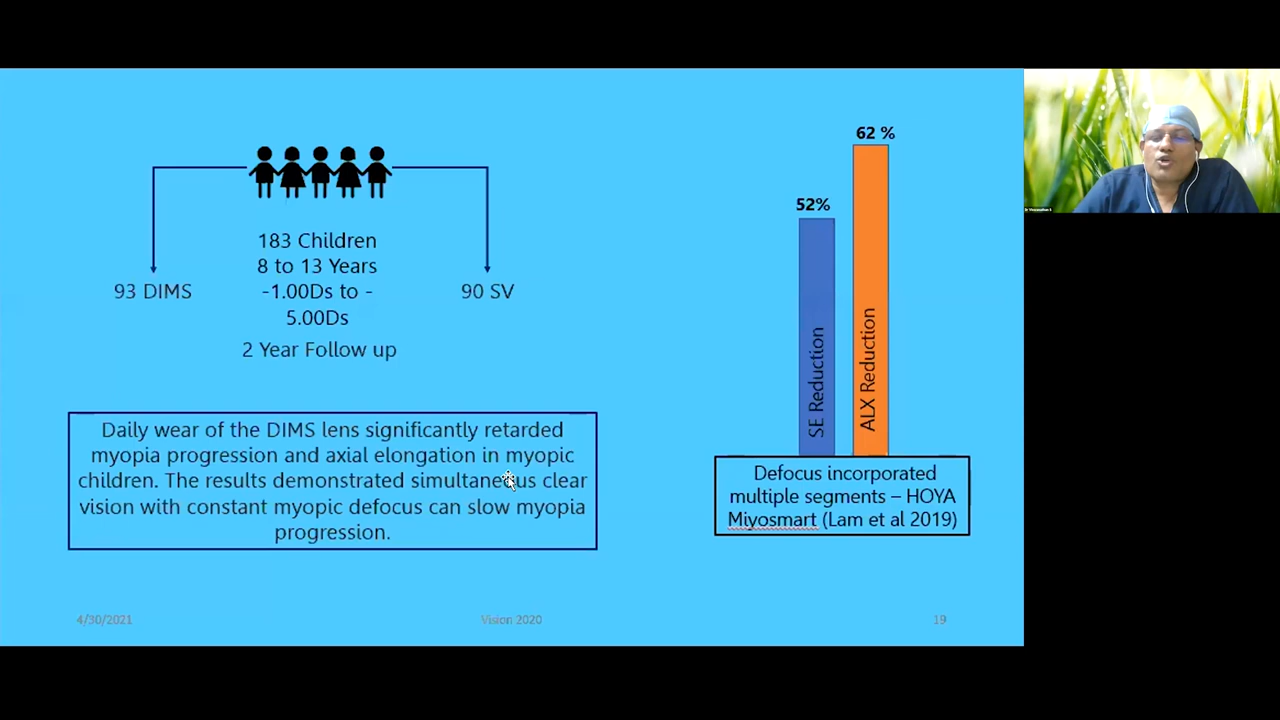 183 Children
8 to 13 Years
-1.00Ds to -
5.00Ds
2 Year Follow up
93 DIMS
90 SV
Daily wear of the DIMS lens significantly retarded
myopia progression and axial elongation in myopic
children. The results demonstrated simultaneous clear
vision with constant myopic defocus can slow myopia
progression.
52%
62 %
SE Reduction
ALX Reduction
Defocus incorporated
multiple segments – HOYA
Miyosmart (Lam et al 2019)
4/30/2021
Vision 2020
19